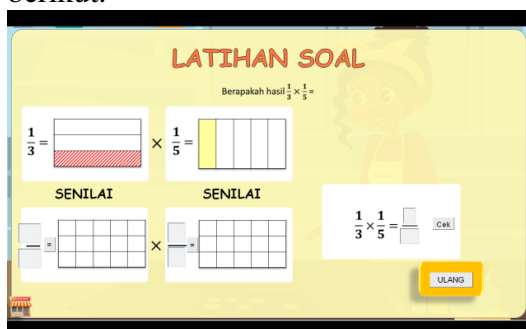 LATIHAN SOAL
Berapakah hasil 1/3 × 1/5 =
1/3 = × 1/5 =
SENILAI SENILAI
= × =
1/3 × 1/5 = Cek
ULANG